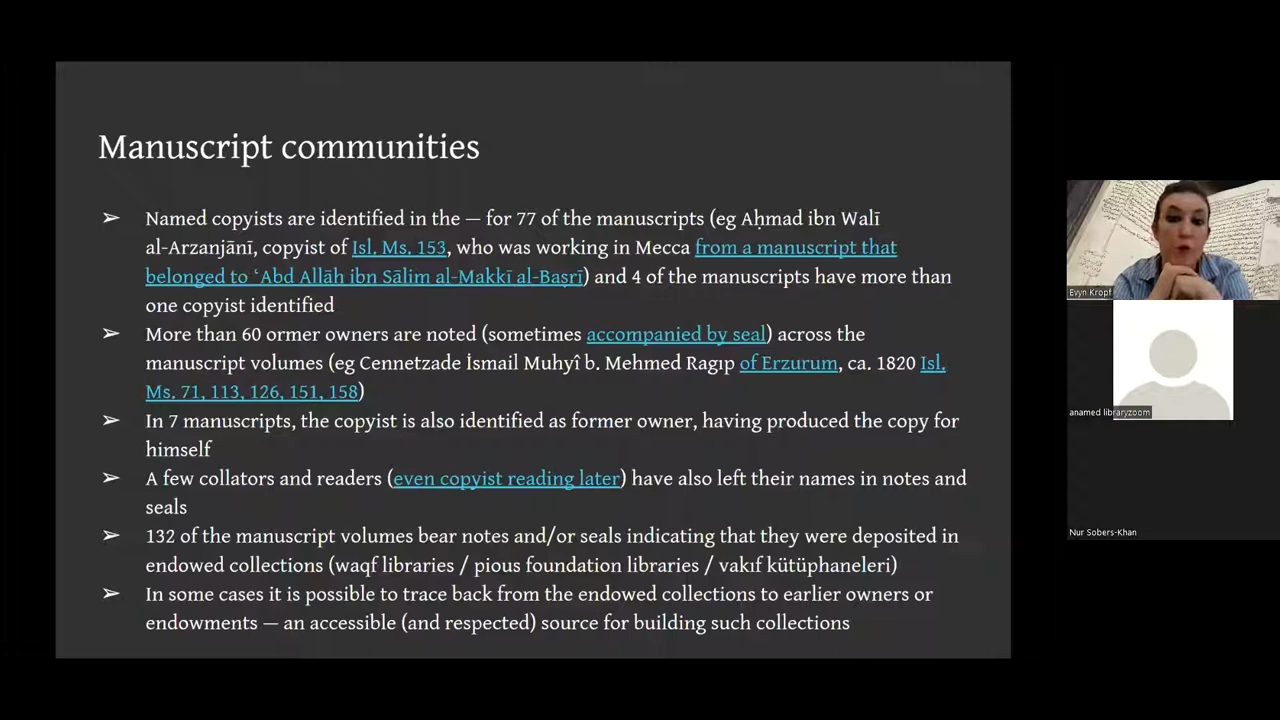 Manuscript communities
➢ Named copyists are identified in the — for 77 of the manuscripts (eg Aḥmad ibn Walī
al-Arzanjānī, copyist of Isl. Ms. 153, who was working in Mecca from a manuscript that
belonged to ʻAbd Allāh ibn Sālim al-Makkī al-Baṣrī) and 4 of the manuscripts have more than
one copyist identified
➢ More than 60 ormer owners are noted (sometimes accompanied by seal) across the
manuscript volumes (eg Cennetzade İsmail Muhyî b. Mehmed Ragıp of Erzurum, ca. 1820 Isl.
Ms. 71, 113, 126, 151, 158)
➢ In 7 manuscripts, the copyist is also identified as former owner, having produced the copy for
himself
➢ A few collators and readers (even copyist reading later) have also left their names in notes and
seals
➢ 132 of the manuscript volumes bear notes and/or seals indicating that they were deposited in
endowed collections (waqf libraries / pious foundation libraries / vakıf kütüphaneleri)
➢ In some cases it is possible to trace back from the endowed collections to earlier owners or
endowments — an accessible (and respected) source for building such collections
Evyn Kropf
anamed libraryzoom
Nur Sobers-Khan